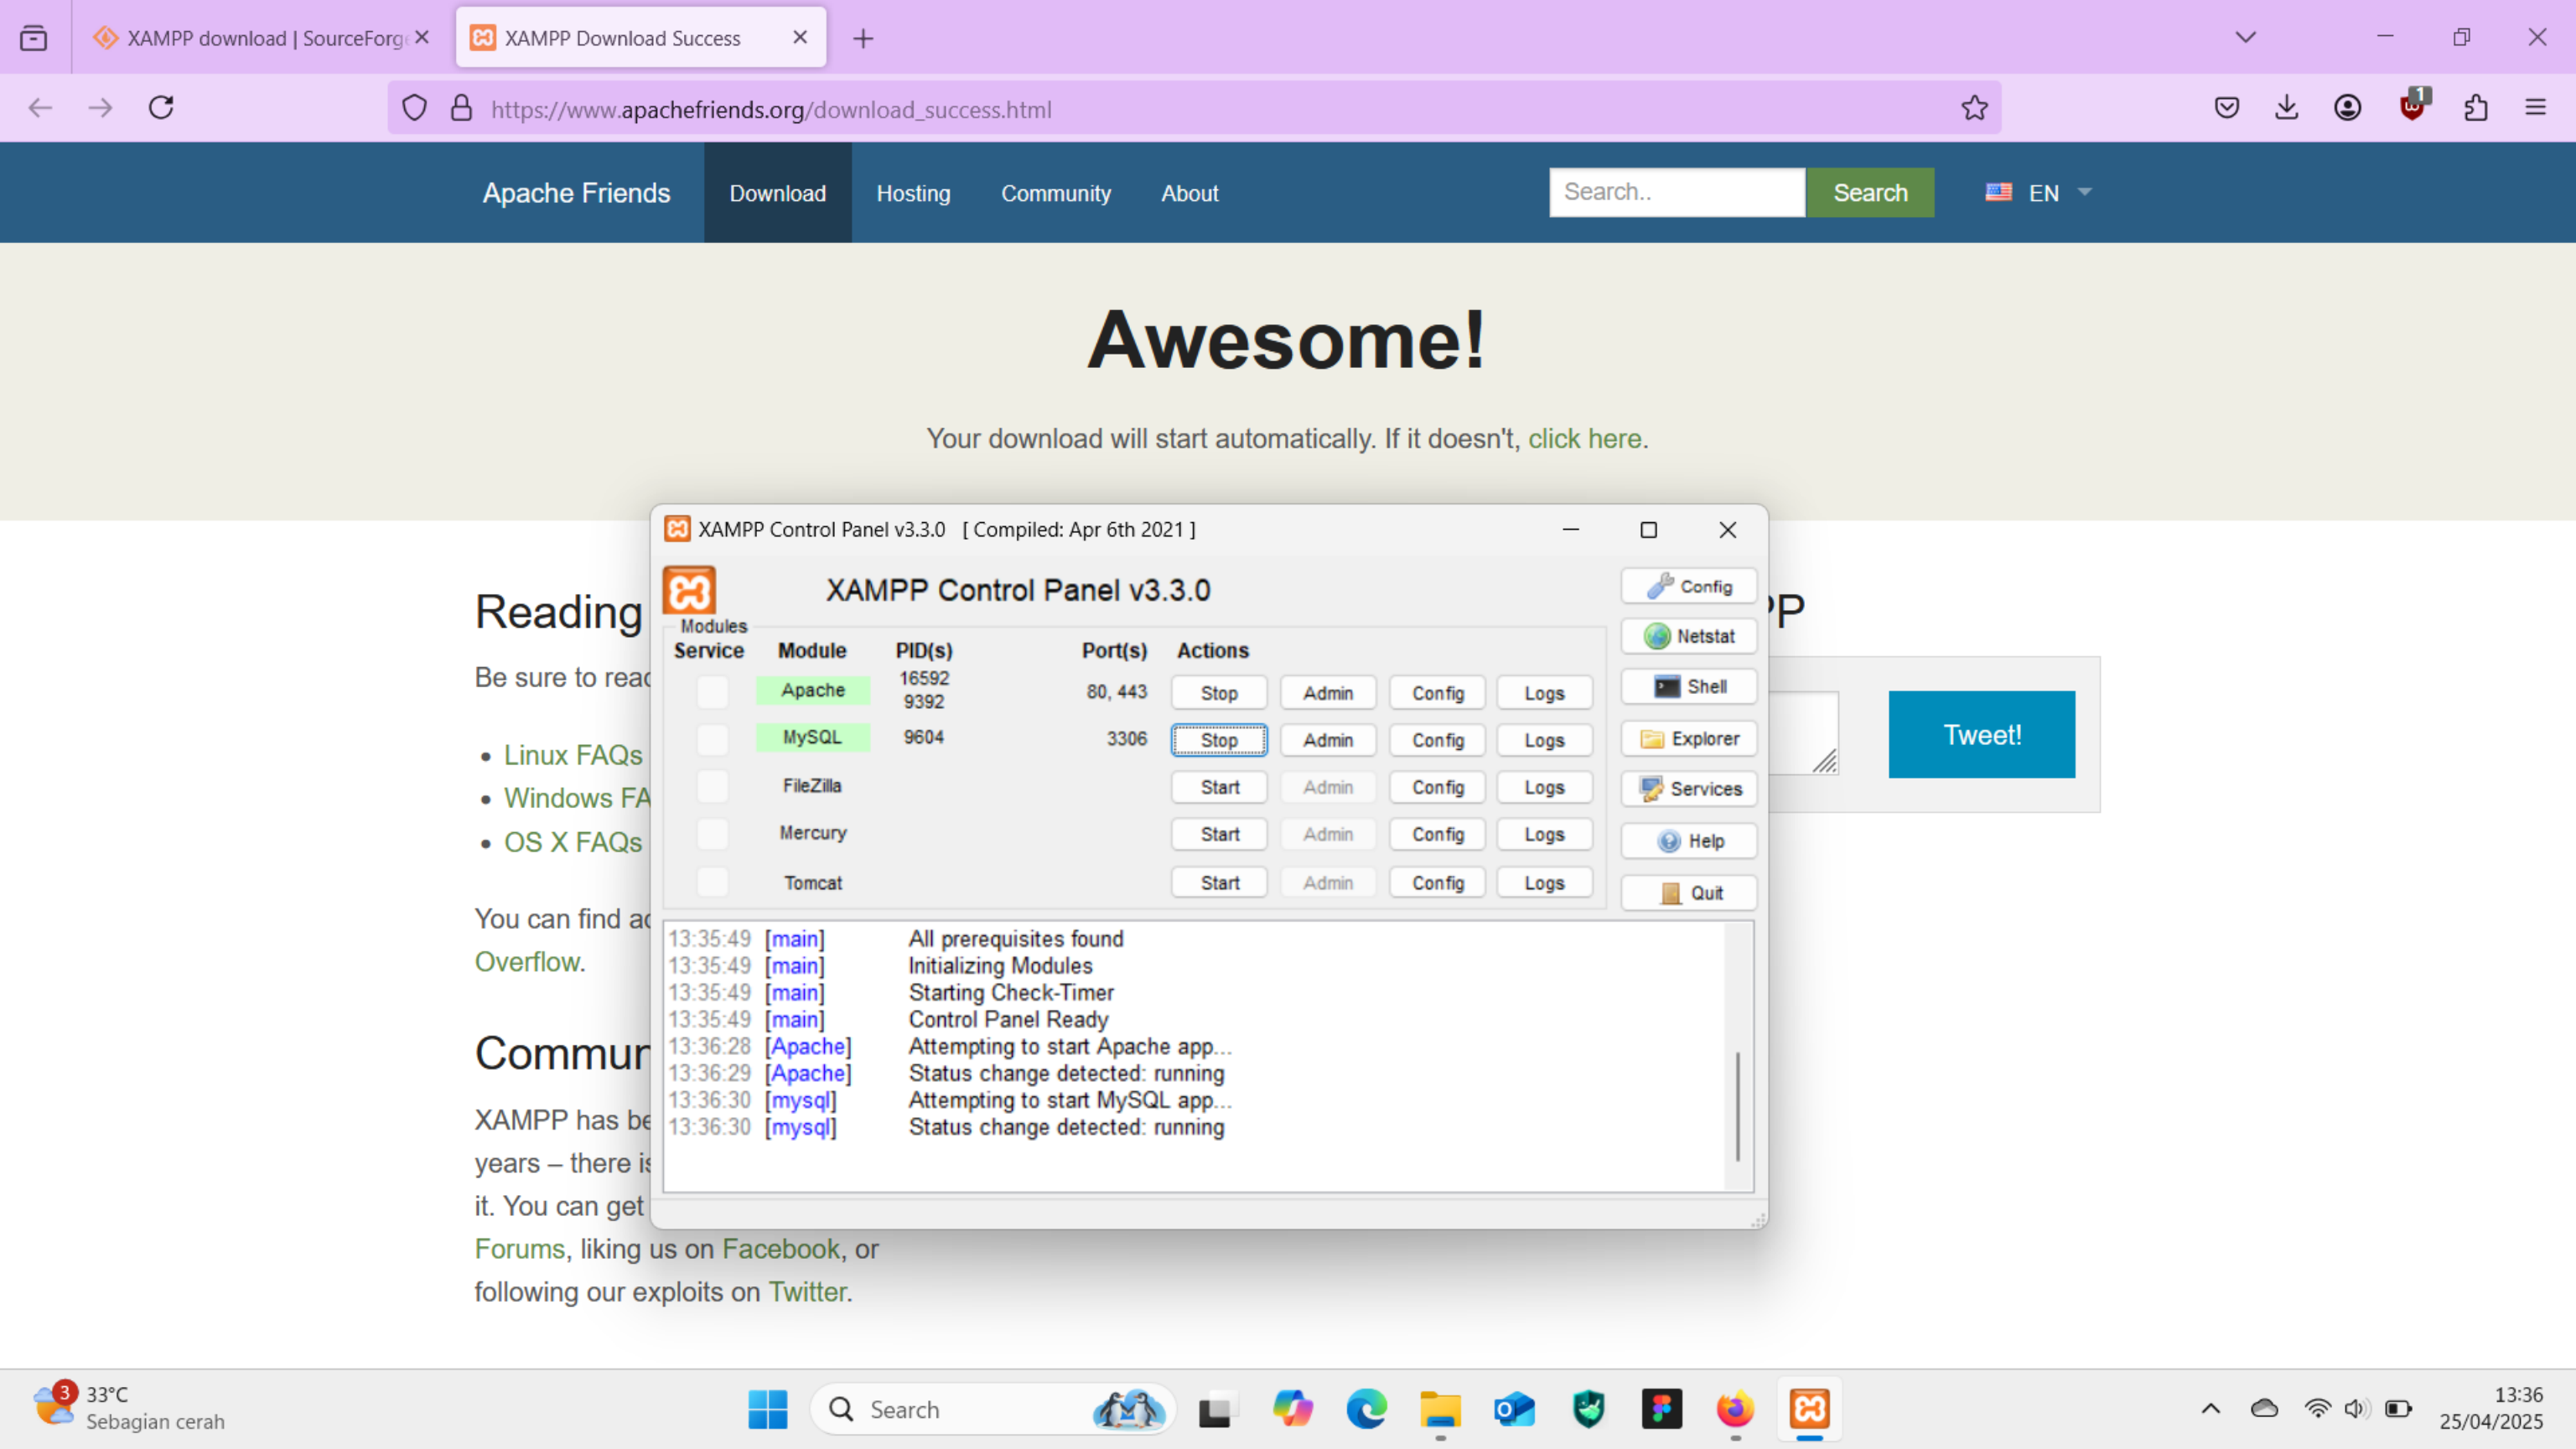 XAMPP download | SourceForge
XAMPP Download Success
https://www.apachefriends.org/download_success.html
1
Apache Friends
Download
Hosting
Community
About
Search..
Search
EN
Awesome!
Your download will start automatically. If it doesn't, click here.
XAMPP Control Panel v3.3.0 [ Compiled: Apr 6th 2021 ]
XAMPP Control Panel v3.3.0
Config
Modules
Service Module PID(s) Port(s) Actions
Netstat
Apache 16592 9392 80, 443 Stop Admin Config Logs
Shell
MySQL 9604 3306 Stop Admin Config Logs
Explorer
FileZilla Start Admin Config Logs
Services
Mercury Start Admin Config Logs
Help
Tomcat Start Admin Config Logs
Quit
13:35:49 [main] All prerequisites found
13:35:49 [main] Initializing Modules
13:35:49 [main] Starting Check-Timer
13:35:49 [main] Control Panel Ready
13:36:28 [Apache] Attempting to start Apache app...
13:36:29 [Apache] Status change detected: running
13:36:30 [mysql] Attempting to start MySQL app...
13:36:30 [mysql] Status change detected: running
Reading
PP
Be sure to read
Linux FAQs
Windows FA
OS X FAQs
Tweet!
You can find ad
Overflow.
Commun
XAMPP has be
years – there is
it. You can get
Forums, liking us on Facebook, or
following our exploits on Twitter.
3
33°C
Sebagian cerah
Search
13:36
25/04/2025